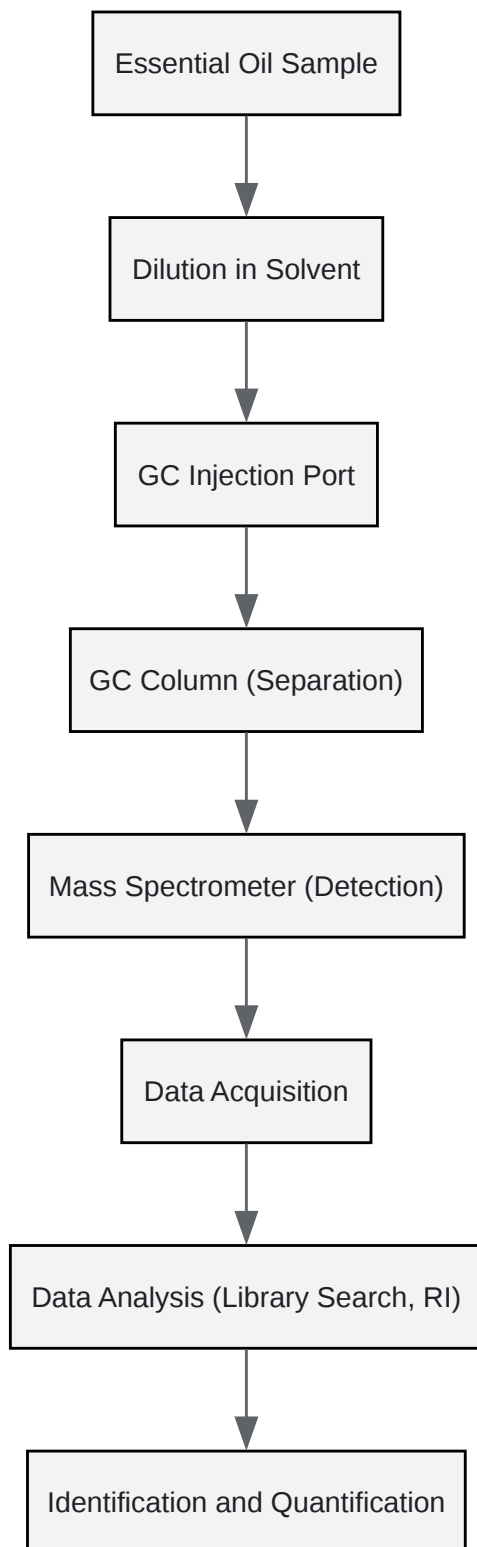 Essential Oil Sample
Dilution in Solvent
GC Injection Port
GC Column (Separation)
Mass Spectrometer (Detection)
Data Acquisition
Data Analysis (Library Search, RI)
Identification and Quantification